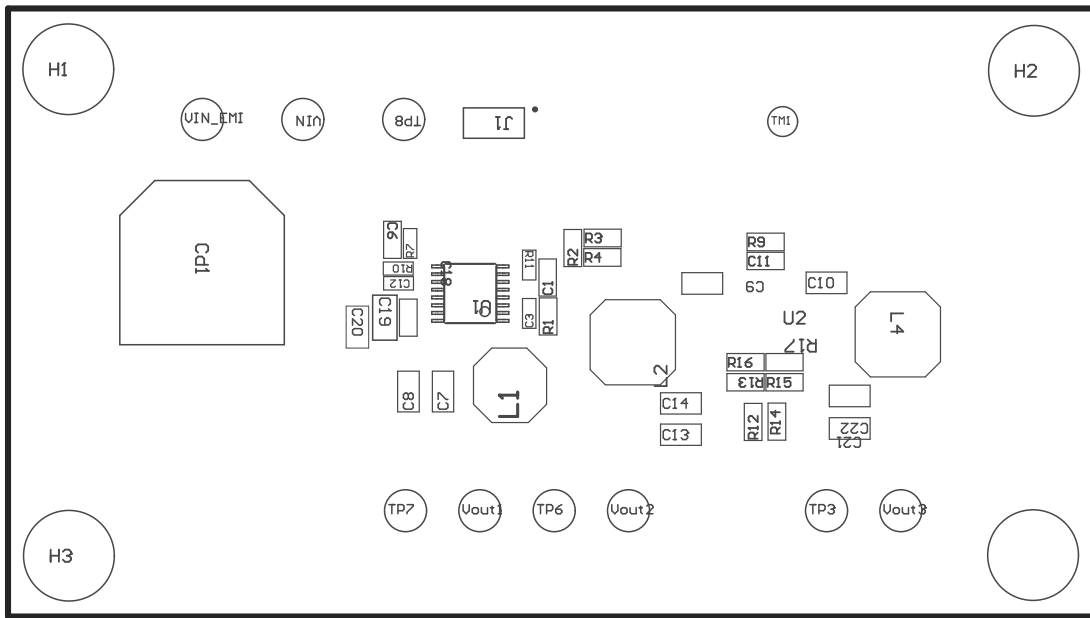 H1
H2
VIN_EMI
VIN
TP8
J1
TM1
Cd1
C6
R7
R11
R2
R3
R4
R9
C11
R10
C12
C18
C1
C9
C10
C20
C19
C3
R1
U2
L4
R17
R16
L2
R13
R15
C8
C7
L1
C14
C13
R12
R14
C22
C21
TP7
Vout1
TP6
Vout2
TP3
Vout3
H3